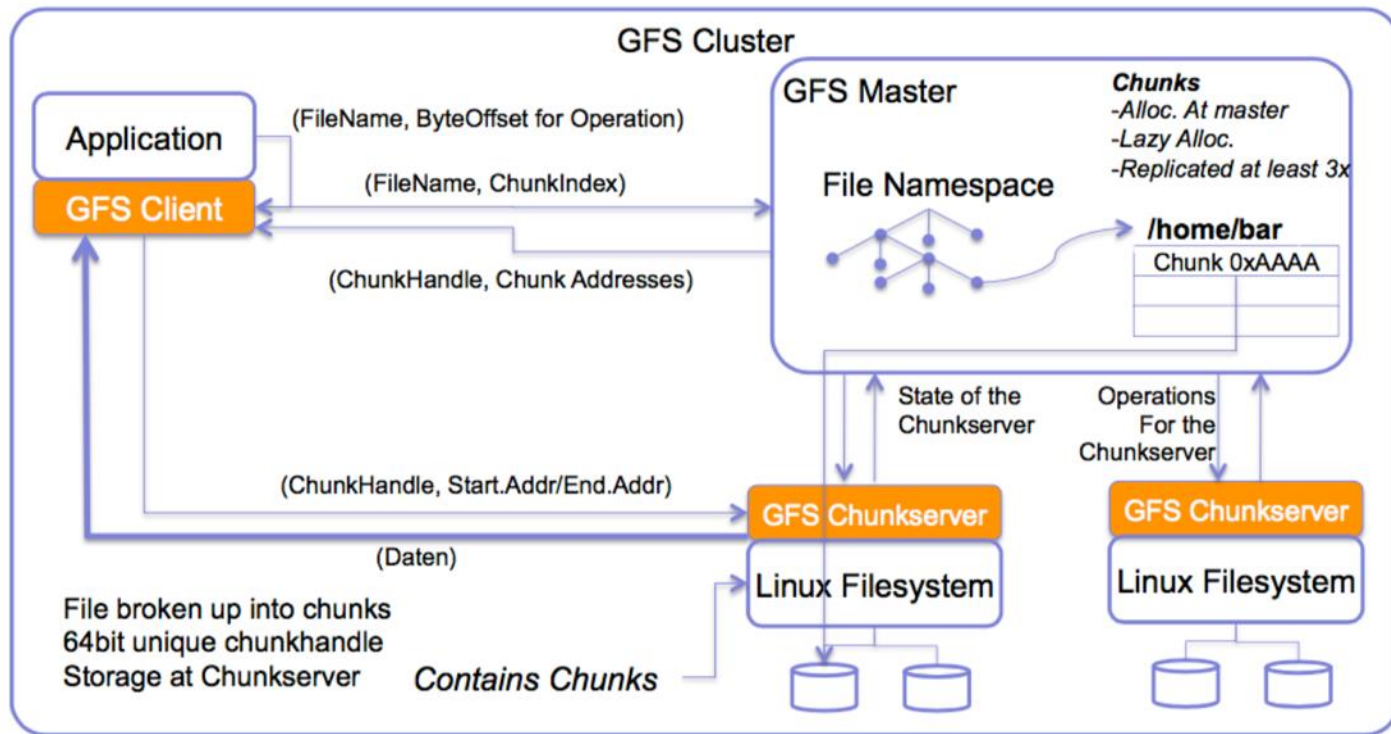 GFS Cluster
Application
GFS Client
(FileName, ByteOffset for Operation)
(FileName, ChunkIndex)
(ChunkHandle, Chunk Addresses)
GFS Master
Chunks
-Alloc. At master
-Lazy Alloc.
-Replicated at least 3x
File Namespace
/home/bar
Chunk 0xAAAA
State of the
Chunkserver
Operations
For the
Chunkserver
(ChunkHandle, Start.Addr/End.Addr)
(Daten)
GFS Chunkserver
Linux Filesystem
GFS Chunkserver
Linux Filesystem
File broken up into chunks
64bit unique chunkhandle
Storage at Chunkserver
Contains Chunks